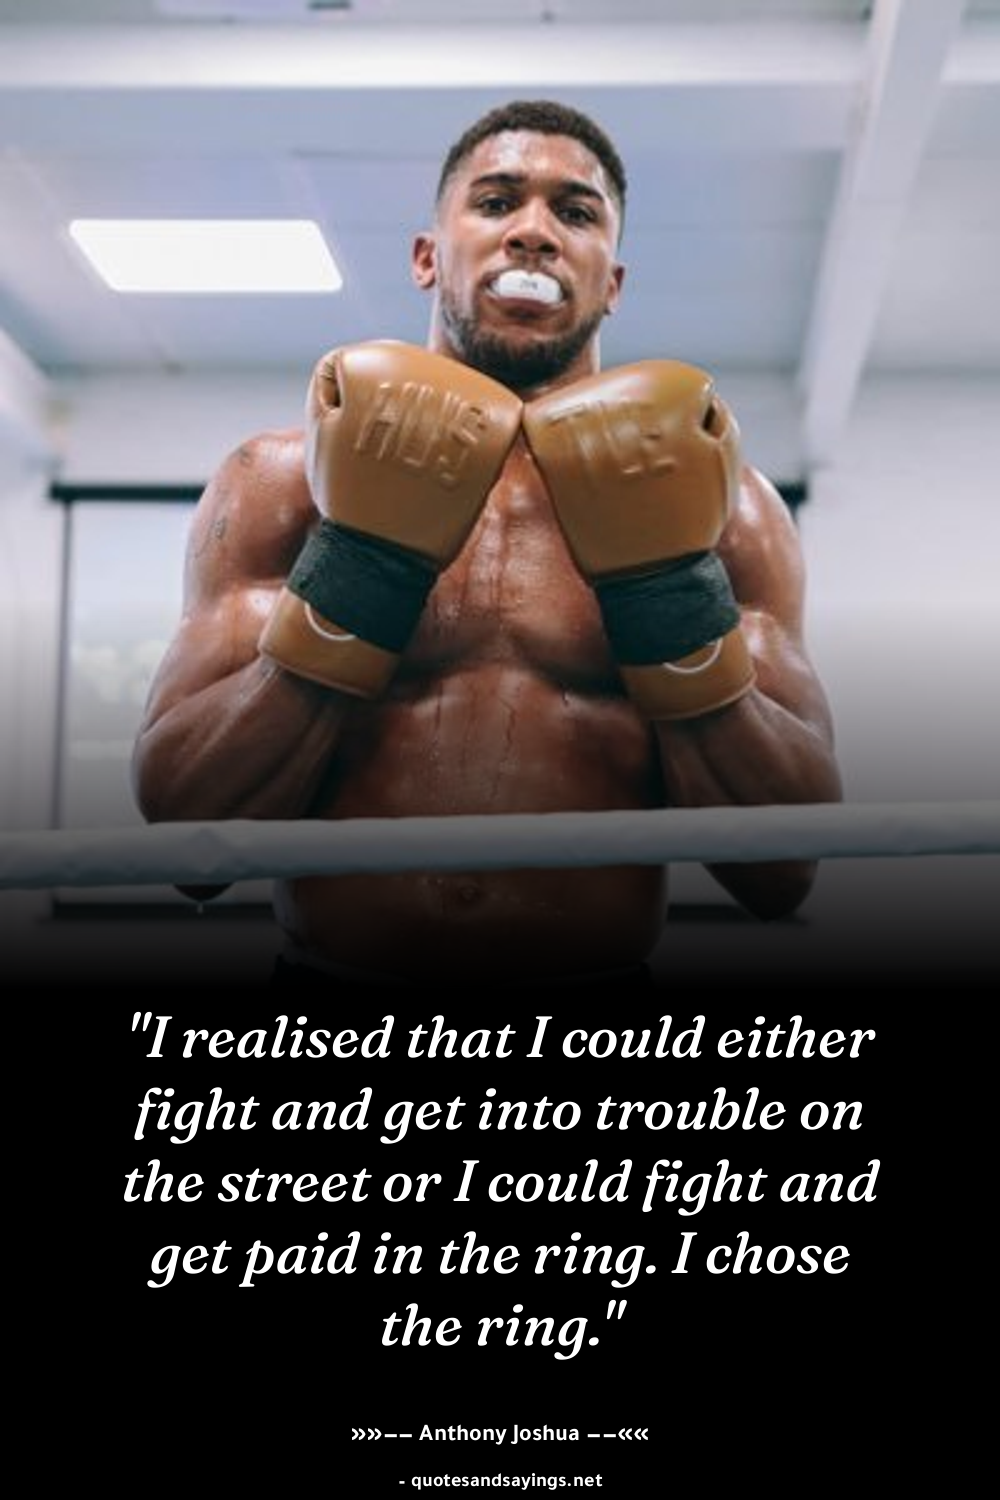 HUS TLE
"I realised that I could either
fight and get into trouble on
the street or I could fight and
get paid in the ring. I chose
the ring."
»»–– Anthony Joshua ––««
- quotesandsayings.net